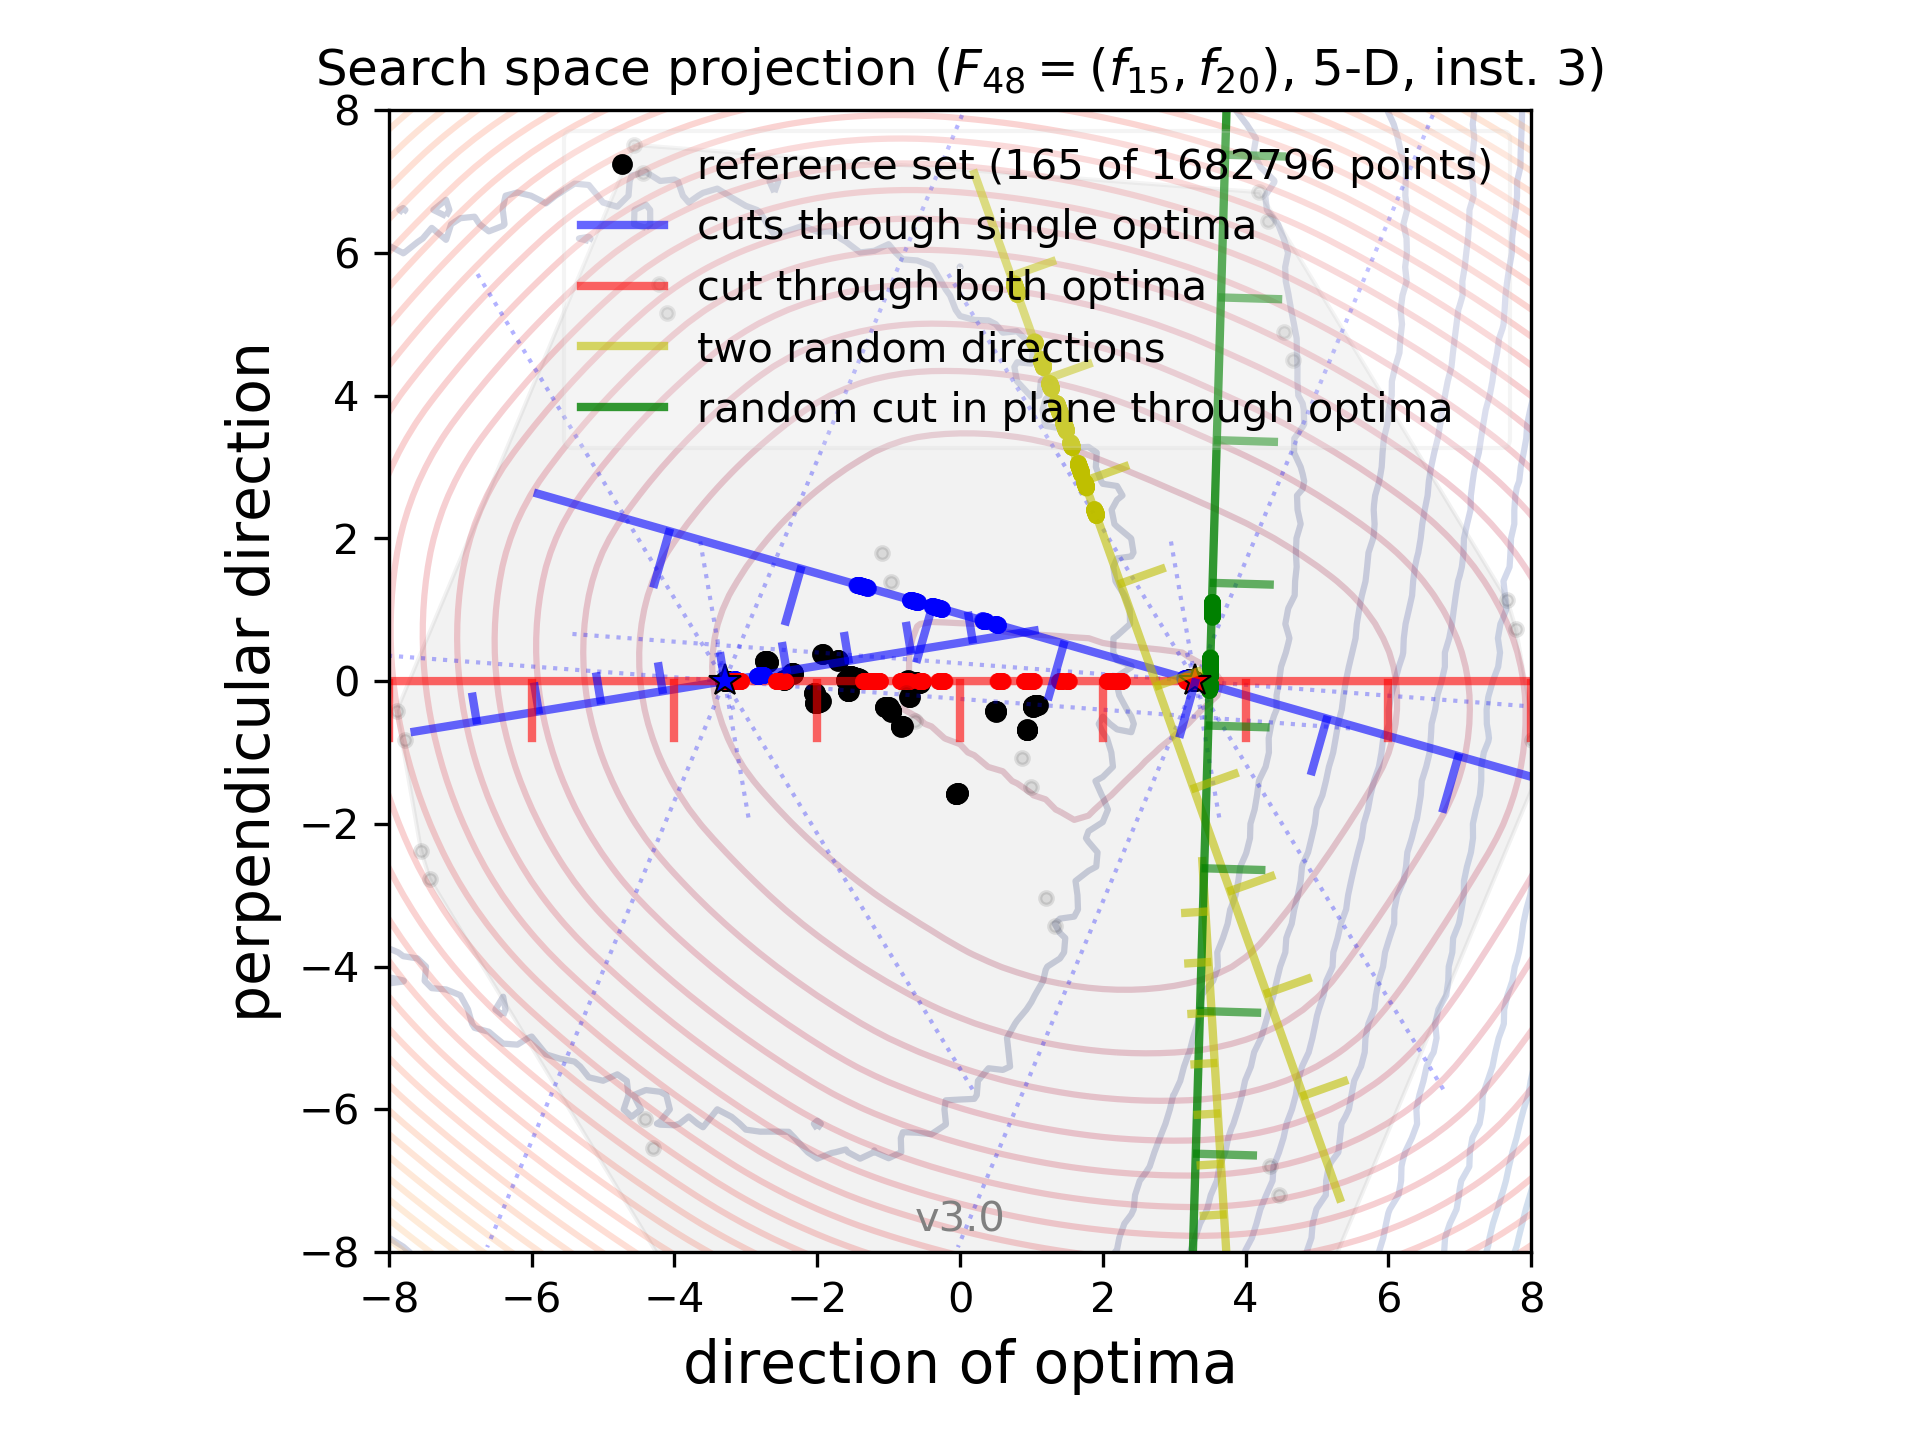 Search space projection (F48 = (f15, f20), 5-D, inst. 3)
8
6
4
2
0
−2
−4
−6
−8
perpendicular direction
reference set (165 of 1682796 points)
cuts through single optima
cut through both optima
two random directions
random cut in plane through optima
v3.0
−8 −6 −4 −2 0 2 4 6 8
direction of optima